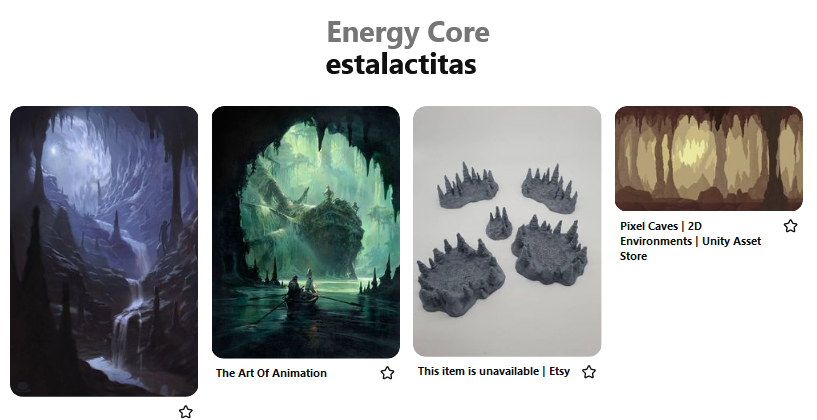 Energy Core
estalactitas
The Art Of Animation
This item is unavailable | Etsy
Pixel Caves | 2D
Environments | Unity Asset
Store